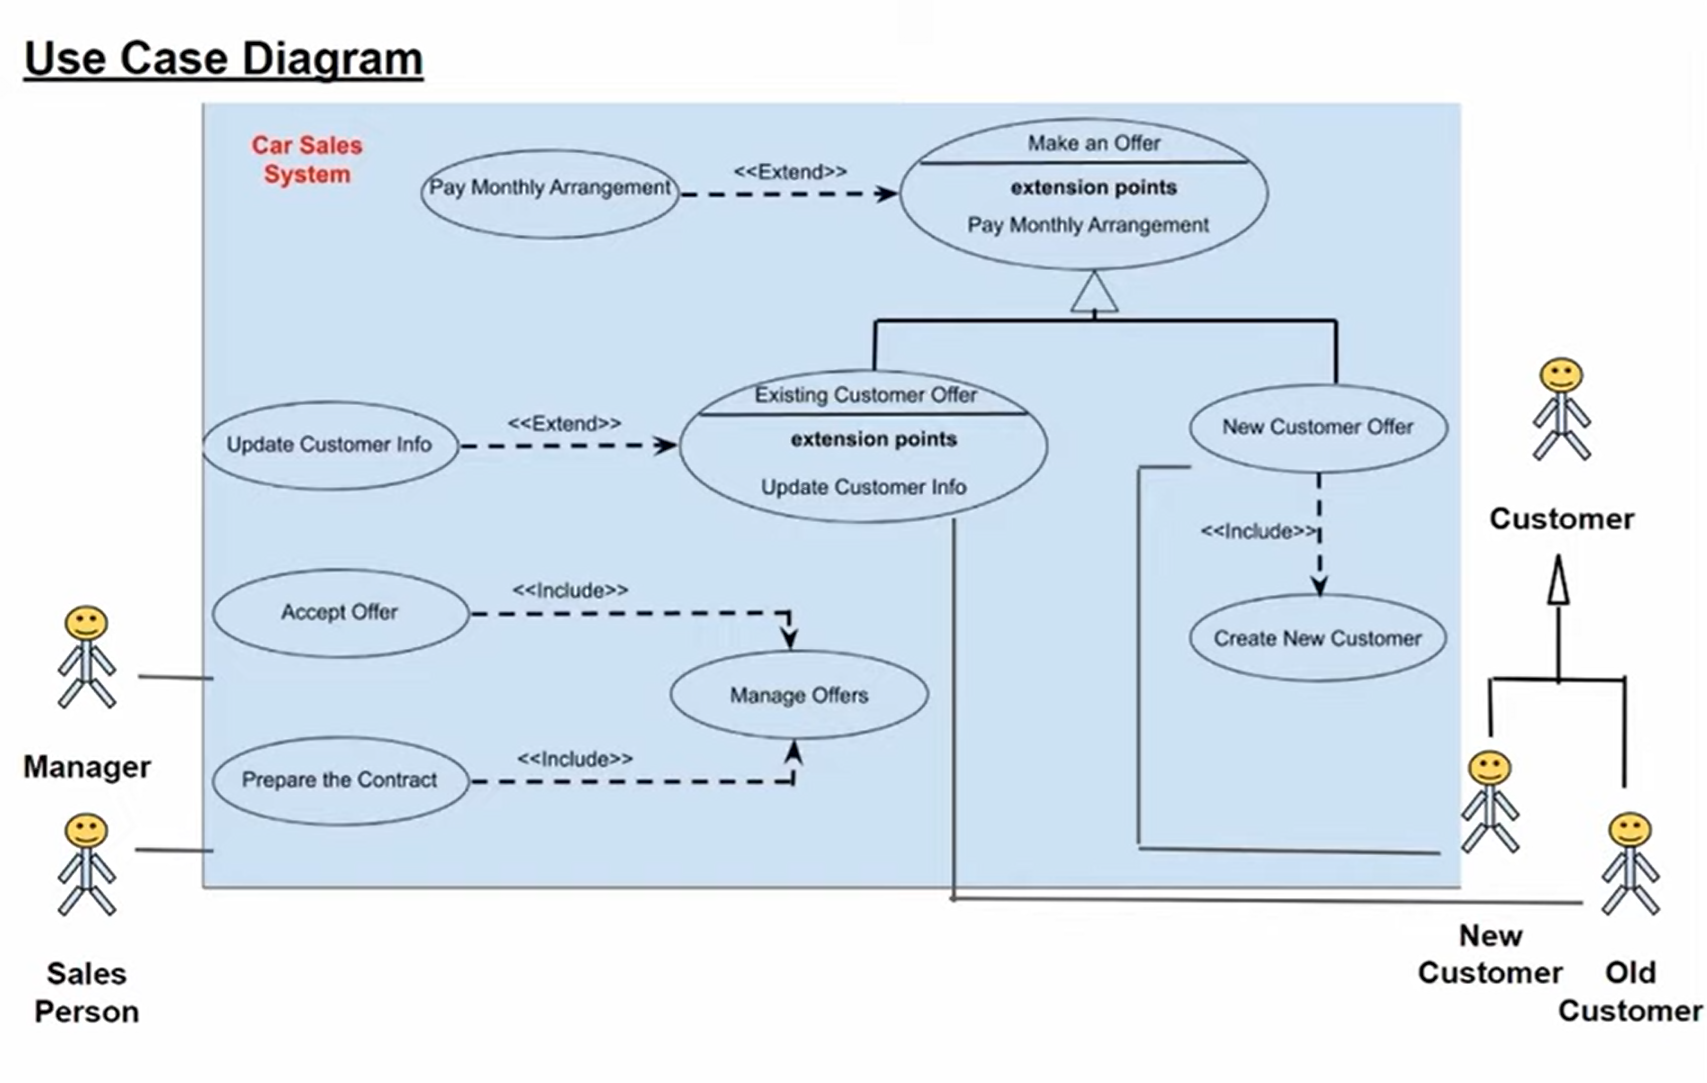 Use Case Diagram
Car Sales
System
Pay Monthly Arrangement
<<Extend>>
Make an Offer
extension points
Pay Monthly Arrangement
Update Customer Info
<<Extend>>
Existing Customer Offer
extension points
Update Customer Info
New Customer Offer
<<Include>>
Create New Customer
Customer
Accept Offer
<<Include>>
Manage Offers
Prepare the Contract
<<Include>>
Manager
Sales
Person
New
Customer
Old
Customer